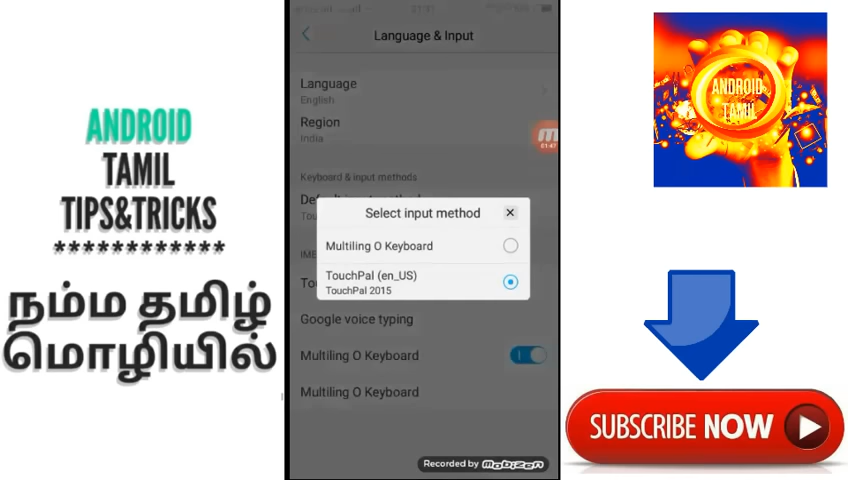 ANDROID
TAMIL
TIPS&TRICKS
************
நம்ம தமிழ்
மொழியில்
Language & Input
Language
English
Region
India
Keyboard & input methods
Select input method
Multiling O Keyboard
TouchPal (en_US)
TouchPal 2015
Google voice typing
Multiling O Keyboard
Multiling O Keyboard
Recorded by Mobizen
01:47
ANDROID
TAMIL
SUBSCRIBE NOW